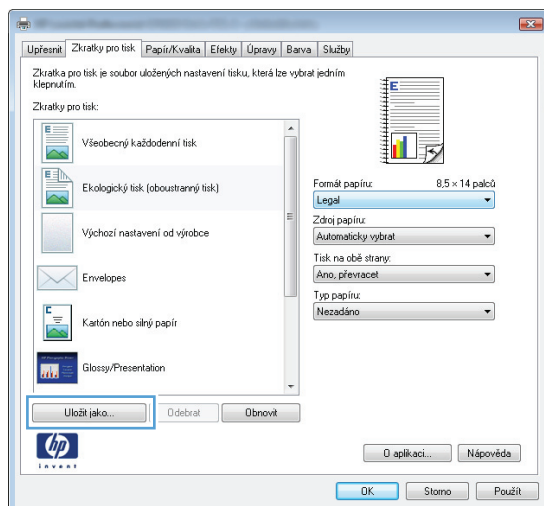 Upřesnit Zkratky pro tisk Papír/Kvalita Efekty Úpravy Barva Služby
Zkratka pro tisk je soubor uložených nastavení tisku, která lze vybrat jedním
klepnutím.
Zkratky pro tisk:
Všeobecný každodenní tisk
Ekologický tisk (oboustranný tisk)
Výchozí nastavení od výrobce
Envelopes
Kartón nebo silný papír
Glossy/Presentation
Formát papíru: 8,5 × 14 palců
Legal
Zdroj papíru:
Automaticky vybrat
Tisk na obě strany:
Ano, převracet
Typ papíru:
Nezadáno
Uložit jako... Odebrat Obnovit
hp
invent
O aplikaci... Nápověda
OK Storno Použít